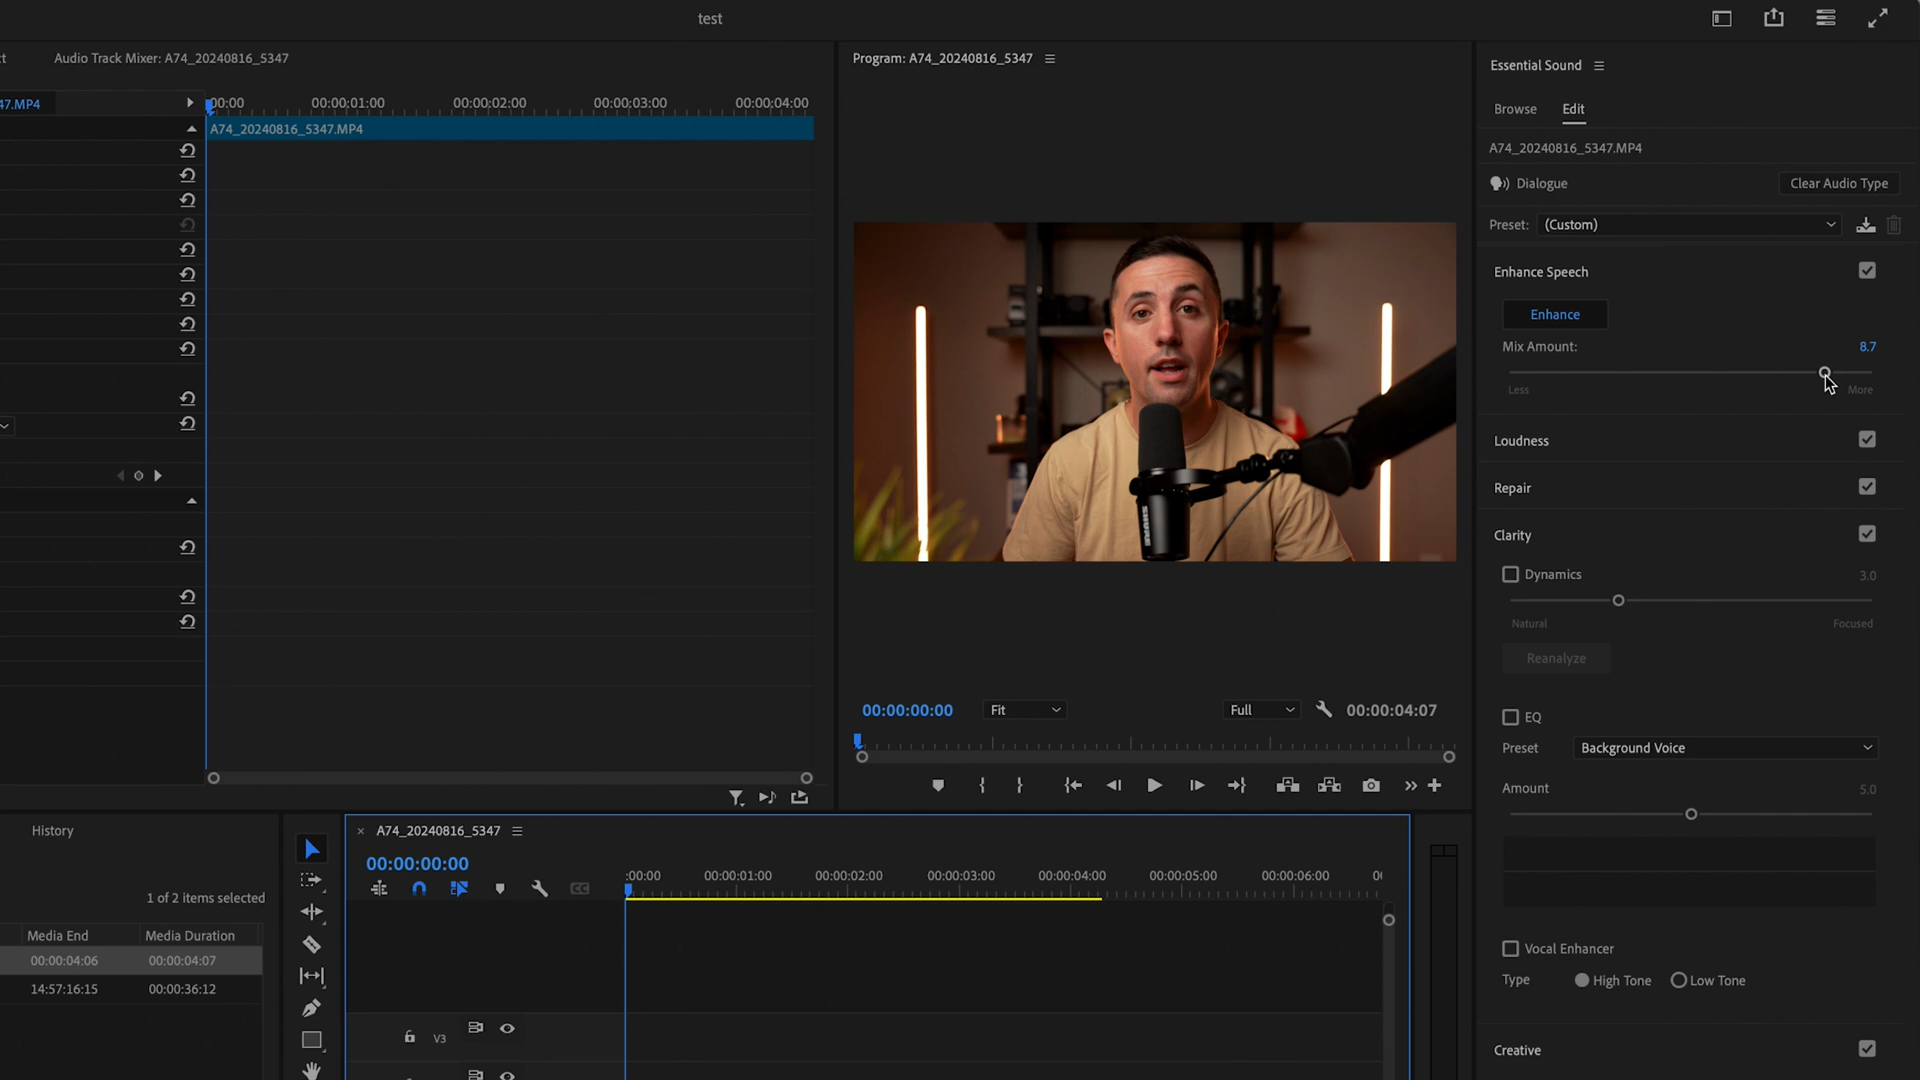 test
ct
Audio Track Mixer: A74_20240816_5347
Program: A74_20240816_5347
Essential Sound
47.MP4
:00:00
00:00:01:00
00:00:02:00
00:00:03:00
00:00:04:00
A74_20240816_5347.MP4
Browse
Edit
A74_20240816_5347.MP4
Dialogue
Clear Audio Type
Preset:
(Custom)
Enhance Speech
Enhance
Mix Amount:
8.7
Less
More
Loudness
Repair
Clarity
SHURE
Dynamics
3.0
Natural
Focused
Reanalyze
EQ
Preset
Background Voice
Amount
5.0
00:00:00:00
Fit
Full
00:00:04:07
History
A74_20240816_5347
00:00:00:00
:00:00
00:00:01:00
00:00:02:00
00:00:03:00
00:00:04:00
00:00:05:00
00:00:06:00
CC
1 of 2 items selected
Media End
Media Duration
00:00:04:06
00:00:04:07
14:57:16:15
00:00:36:12
V3
Vocal Enhancer
Type
High Tone
Low Tone
Creative